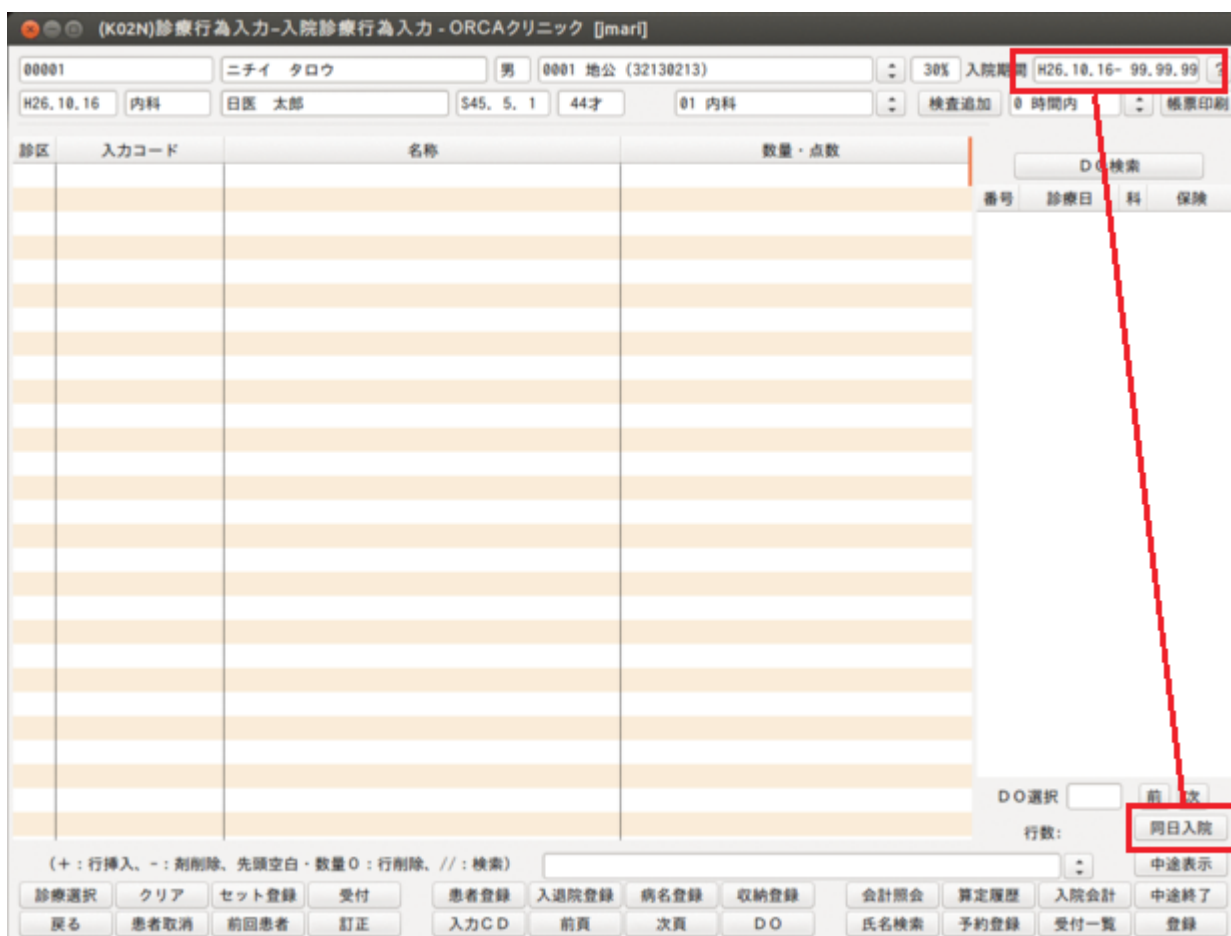 (K02N)診療行為入力-入院診療行為入力 - ORCAクリニック [jmari]
00001 ニチイ タロウ 男 0001 地公 (32130213) 30% 入院期間 H26.10.16- 99.99.99 ?
H26.10.16 内科 日医 太郎 S45. 5. 1 44才 01 内科 検査追加 0 時間内 帳票印刷
診区 入力コード 名称 数量・点数
DO検索
番号 診療日 科 保険
DO選択 前 次
行数: 同日入院
(+:行挿入、-:剤削除、先頭空白・数量0:行削除、//:検索) 中途表示
診療選択 クリア セット登録 受付 患者登録 入退院登録 病名登録 収納登録 会計照会 算定履歴 入院会計 中途終了
戻る 患者取消 前回患者 訂正 入力CD 前頁 次頁 DO 氏名検索 予約登録 受付一覧 登録